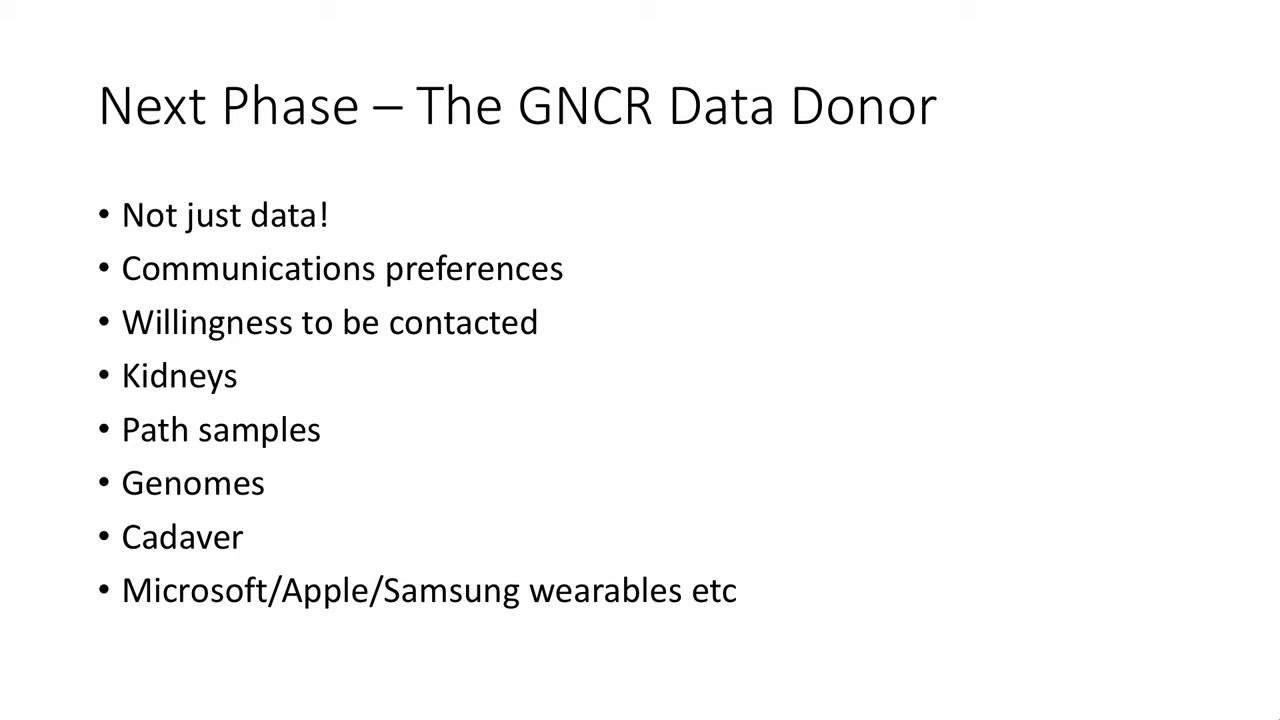 Next Phase – The GNCR Data Donor
• Not just data!
• Communications preferences
• Willingness to be contacted
• Kidneys
• Path samples
• Genomes
• Cadaver
• Microsoft/Apple/Samsung wearables etc